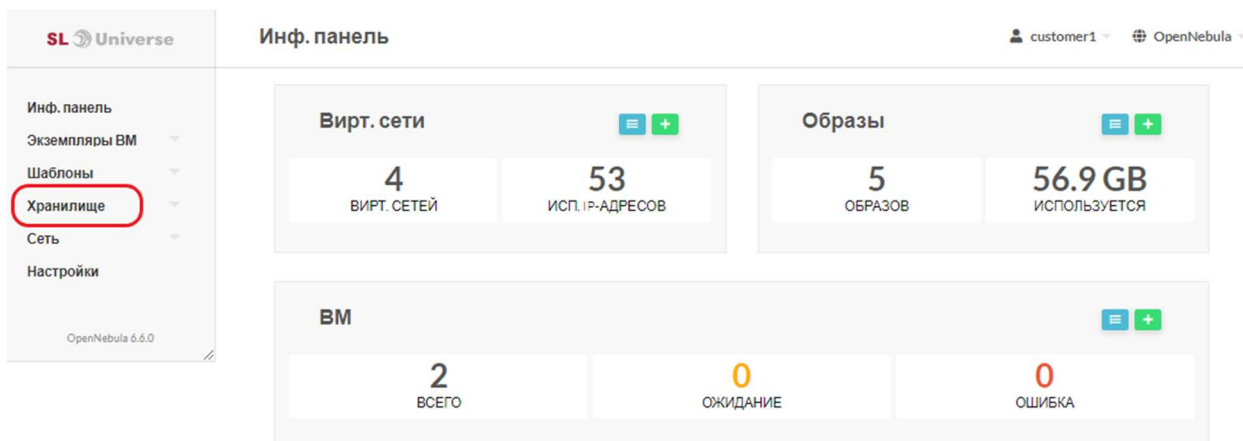 SL Universe
Инф. панель
customer1
OpenNebula
Инф. панель
Экземпляры ВМ
Шаблоны
Хранилище
Сеть
Настройки
OpenNebula 6.6.0
Вирт. сети
4
ВИРТ. СЕТЕЙ
53
ИСП. IP-АДРЕСОВ
Образы
5
ОБРАЗОВ
56.9 GB
ИСПОЛЬЗУЕТСЯ
ВМ
2
ВСЕГО
0
ОЖИДАНИЕ
0
ОШИБКА